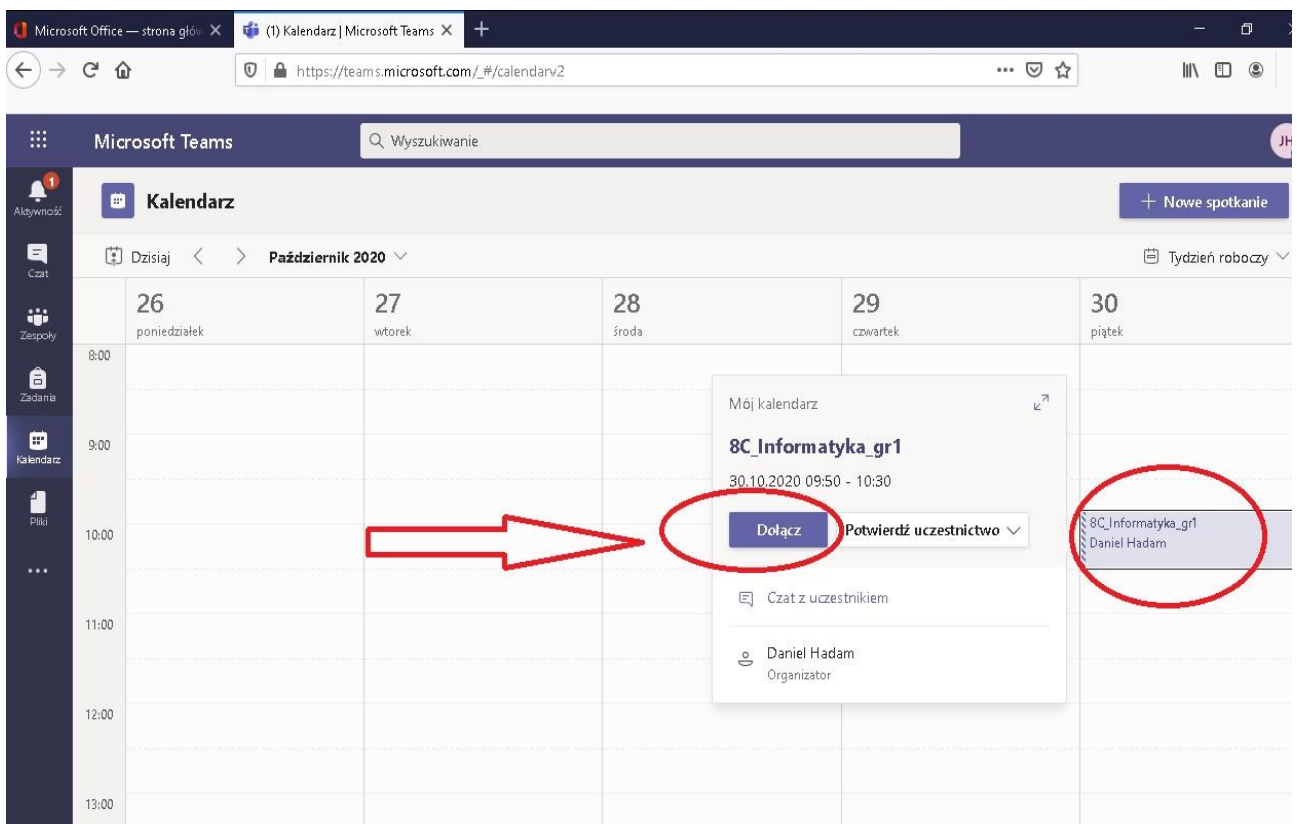 Microsoft Office — strona głów
(1) Kalendarz | Microsoft Teams
https://teams.microsoft.com/_#/calendarv2
Microsoft Teams
Wyszukiwanie
JH
1
Aktywność
Kalendarz
+ Nowe spotkanie
Czat
Dzisiaj
Październik 2020
Tydzień roboczy
Zespoły
26
poniedziałek
27
wtorek
28
środa
29
czwartek
30
piątek
8:00
Zadania
Mój kalendarz
Kalendarz
9:00
8C_Informatyka_gr1
30.10.2020 09:50 - 10:30
Pliki
10:00
Dołącz
Potwierdź uczestnictwo
8C_Informatyka_gr1
Daniel Hadam
Czat z uczestnikiem
11:00
Daniel Hadam
Organizator
12:00
13:00